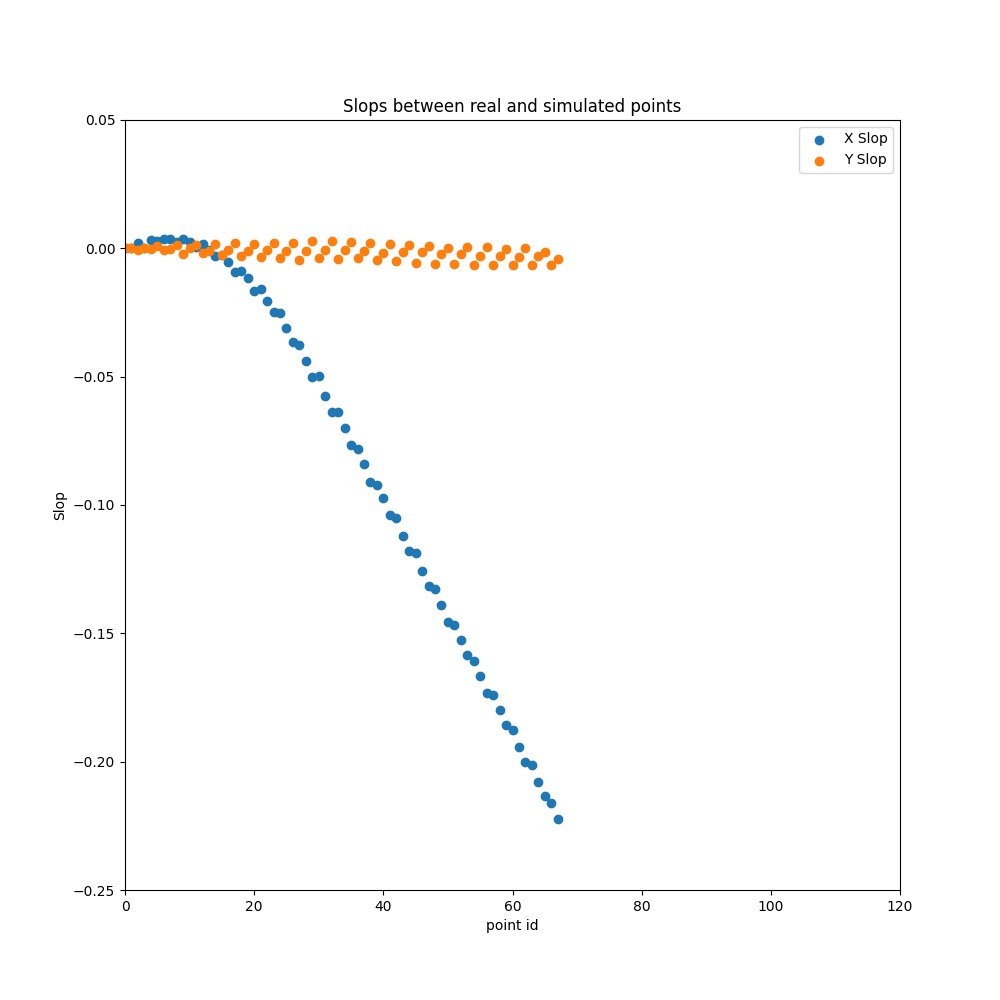 Slops between real and simulated points
X Slop
Y Slop
0.05
0.00
−0.05
−0.10
−0.15
−0.20
−0.25
Slop
0 20 40 60 80 100 120
point id